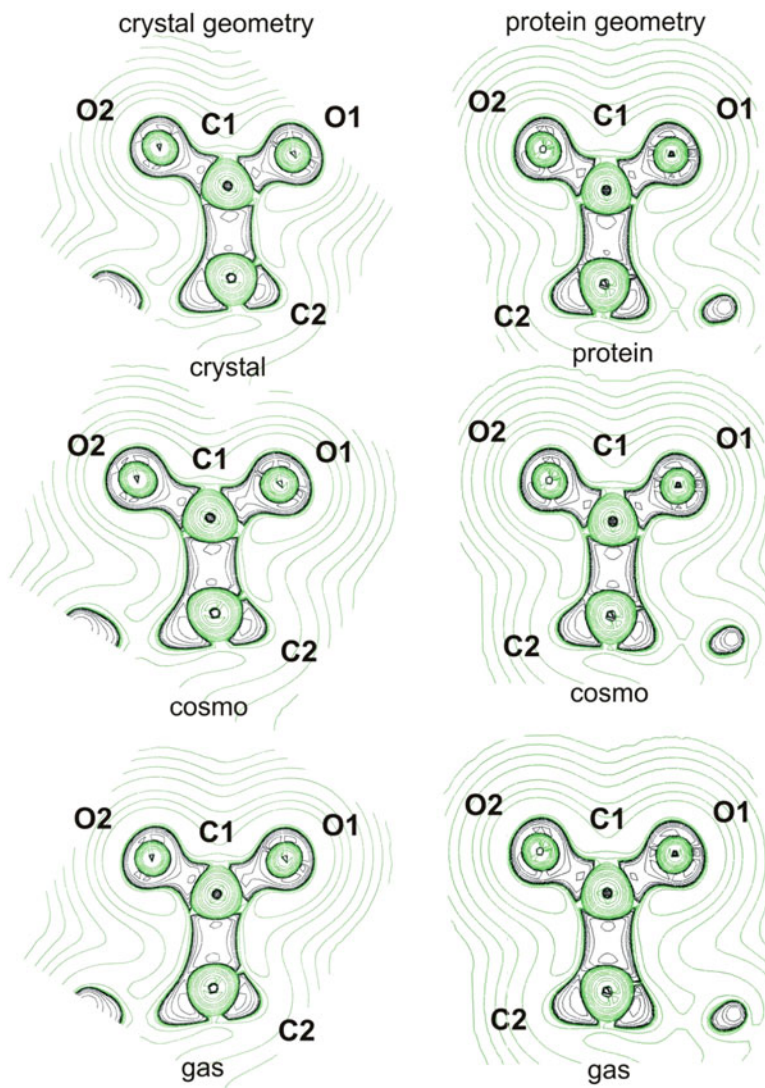 crystal geometry protein geometry
O2 C1 O1 O2 C1 O1
C2 C2
crystal protein
O2 C1 O1 O2 C1 O1
C2 C2
cosmo cosmo
O2 C1 O1 O2 C1 O1
C2 C2
gas gas